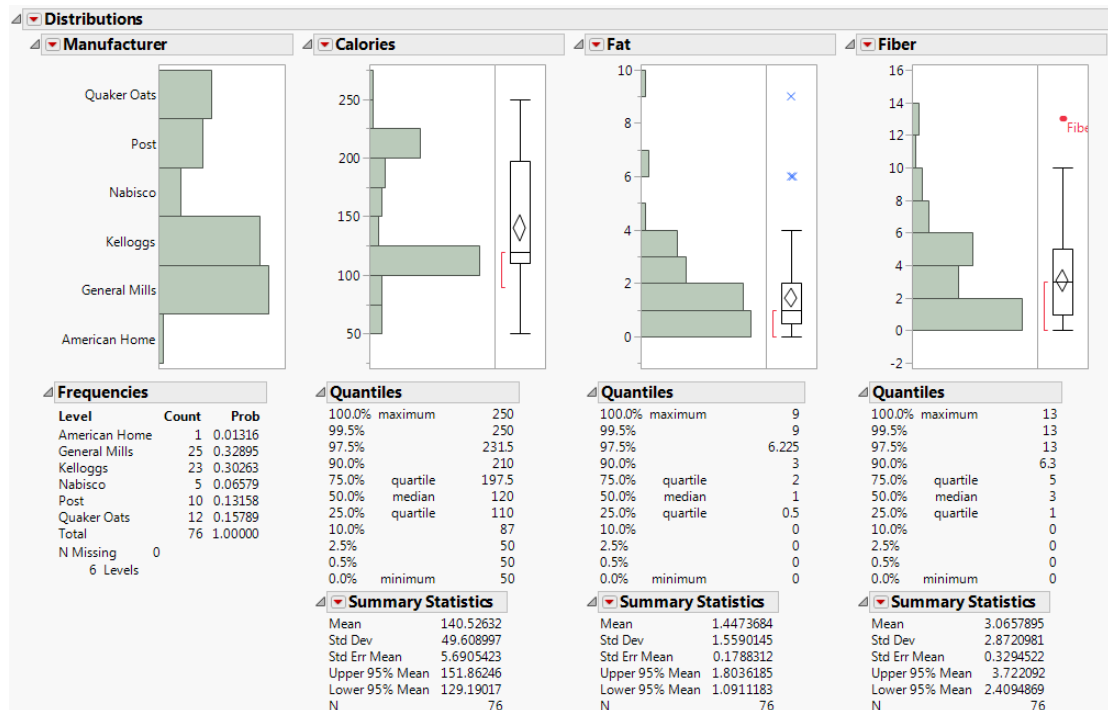 Distributions
Manufacturer
Quaker Oats
Post
Nabisco
Kelloggs
General Mills
American Home
Frequencies
Level Count Prob
American Home 1 0.01316
General Mills 25 0.32895
Kelloggs 23 0.30263
Nabisco 5 0.06579
Post 10 0.13158
Quaker Oats 12 0.15789
Total 76 1.00000
N Missing 0
6 Levels
Calories
250
200
150
100
50
Quantiles
100.0% maximum 250
99.5% 250
97.5% 231.5
90.0% 210
75.0% quartile 197.5
50.0% median 120
25.0% quartile 110
10.0% 87
2.5% 50
0.5% 50
0.0% minimum 50
Summary Statistics
Mean 140.52632
Std Dev 49.608997
Std Err Mean 5.6905423
Upper 95% Mean 151.86246
Lower 95% Mean 129.19017
N 76
Fat
10
8
6
4
2
0
Quantiles
100.0% maximum 9
99.5% 9
97.5% 6.225
90.0% 3
75.0% quartile 2
50.0% median 1
25.0% quartile 0.5
10.0% 0
2.5% 0
0.5% 0
0.0% minimum 0
Summary Statistics
Mean 1.4473684
Std Dev 1.5590145
Std Err Mean 0.1788312
Upper 95% Mean 1.8036185
Lower 95% Mean 1.0911183
N 76
Fiber
16
14
12
10
8
6
4
2
0
-2
Fibe
Quantiles
100.0% maximum 13
99.5% 13
97.5% 13
90.0% 6.3
75.0% quartile 5
50.0% median 3
25.0% quartile 1
10.0% 0
2.5% 0
0.5% 0
0.0% minimum 0
Summary Statistics
Mean 3.0657895
Std Dev 2.8720981
Std Err Mean 0.3294522
Upper 95% Mean 3.722092
Lower 95% Mean 2.4094869
N 76